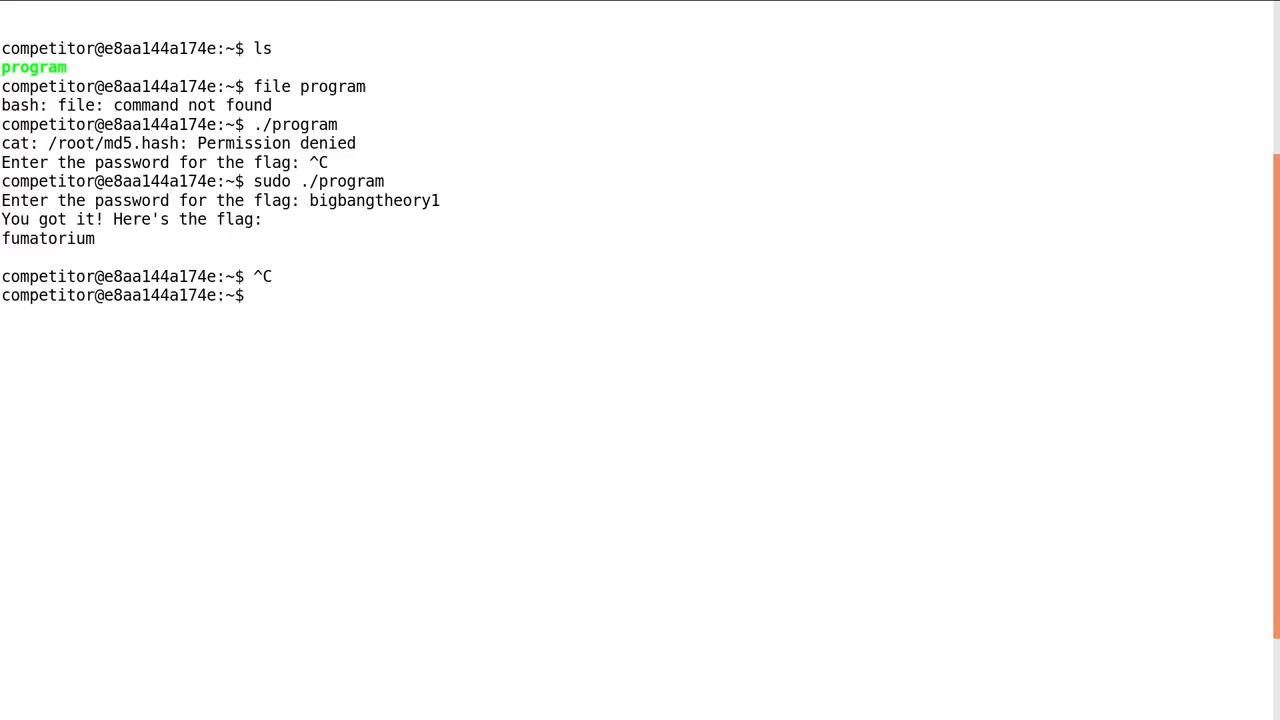 competitor@e8aa144a174e:~$ ls
program
competitor@e8aa144a174e:~$ file program
bash: file: command not found
competitor@e8aa144a174e:~$ ./program
cat: /root/md5.hash: Permission denied
Enter the password for the flag: ^C
competitor@e8aa144a174e:~$ sudo ./program
Enter the password for the flag: bigbangtheory1
You got it! Here's the flag:
fumatorium
competitor@e8aa144a174e:~$ ^C
competitor@e8aa144a174e:~$